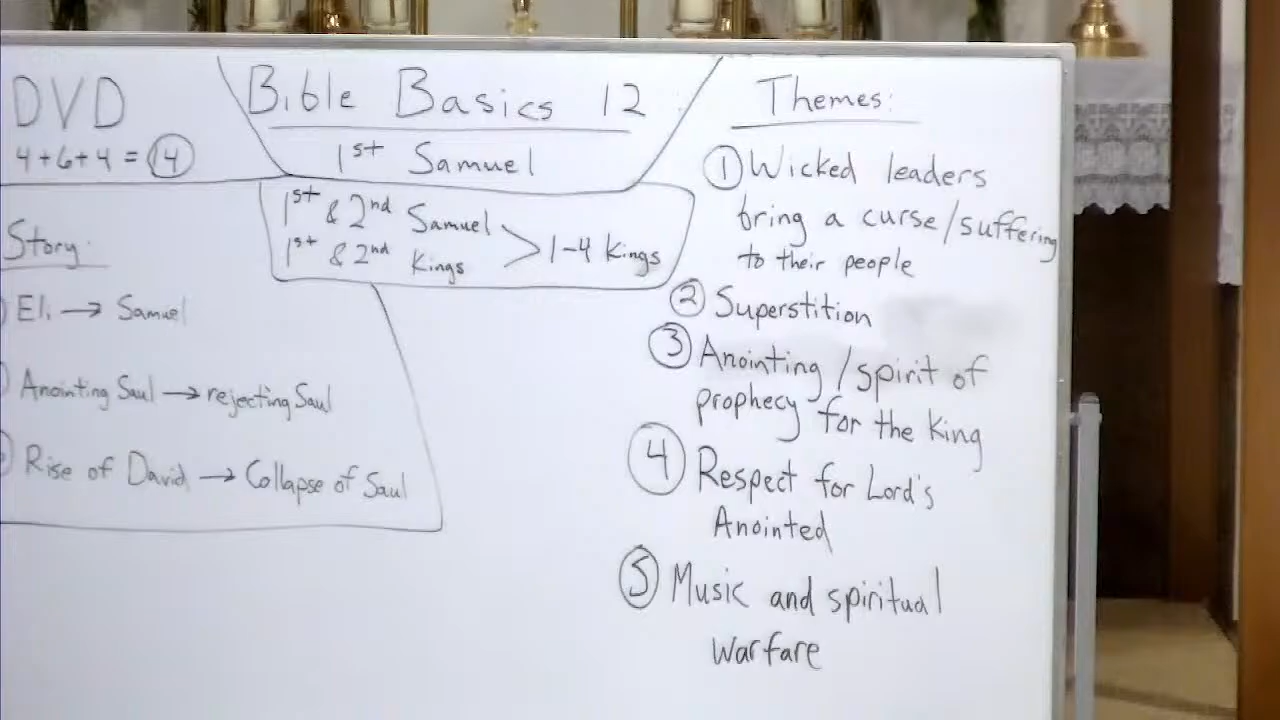 DVD
4+6+4 = 14
Bible Basics 12
1st Samuel
1st & 2nd Samuel
1st & 2nd Kings > 1-4 Kings
Story:
Eli → Samuel
Anointing Saul → rejecting Saul
Rise of David → Collapse of Saul
Themes:
① Wicked leaders
bring a curse/suffering
to their people
② Superstition
③ Anointing/spirit of
prophecy for the King
④ Respect for Lord's
Anointed
⑤ Music and spiritual
warfare